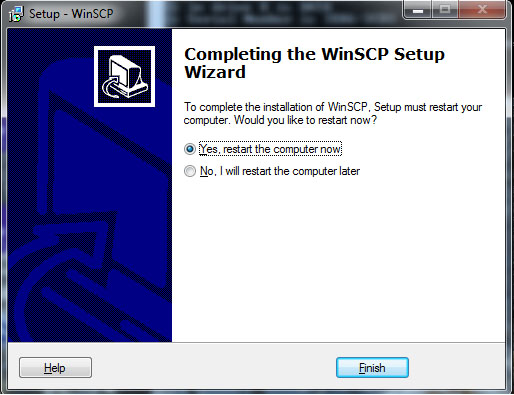 Setup - WinSCP
Completing the WinSCP Setup
Wizard
To complete the installation of WinSCP, Setup must restart your
computer. Would you like to restart now?
Yes, restart the computer now
No, I will restart the computer later
Help
Finish